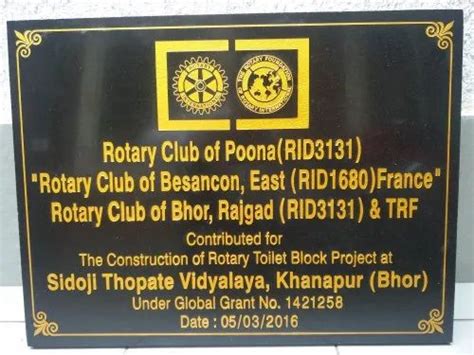 Rotary Club of Poona(RID3131)
"Rotary Club of Besancon, East (RID1680)France"
Rotary Club of Bhor, Rajgad (RID3131) & TRF
Contributed for
The Construction of Rotary Toilet Block Project at
Sidoji Thopate Vidyalaya, Khanapur (Bhor)
Under Global Grant No. 1421258
Date : 05/03/2016